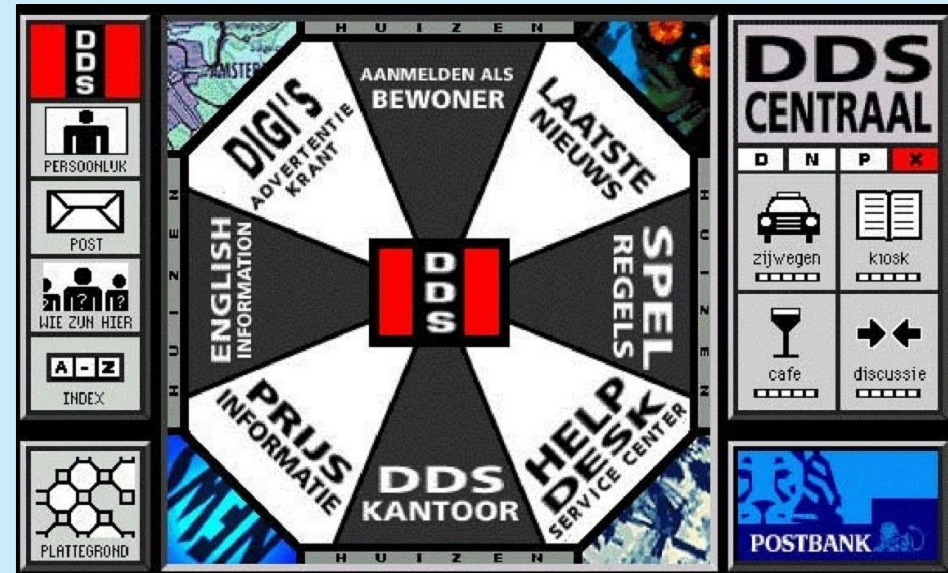 DDS
PERSOONLIJK
POST
WIE ZIJN HIER
A - Z
INDEX
PLATTEGROND
HUIZEN
AMSTER
DIGI'S
ADVERTENTIE
KRANT
AANMELDEN ALS
BEWONER
LAATSTE
NIEUWS
HUIZEN
ENGLISH
INFORMATION
DDS
SPEL
REGELS
HUIZEN
PRIJS
INFORMATIE
DDS
KANTOOR
HELP
DESK
SERVICE CENTER
HUIZEN
DDS
CENTRAAL
D N P X
zijwegen
kiosk
cafe
discussie
POSTBANK